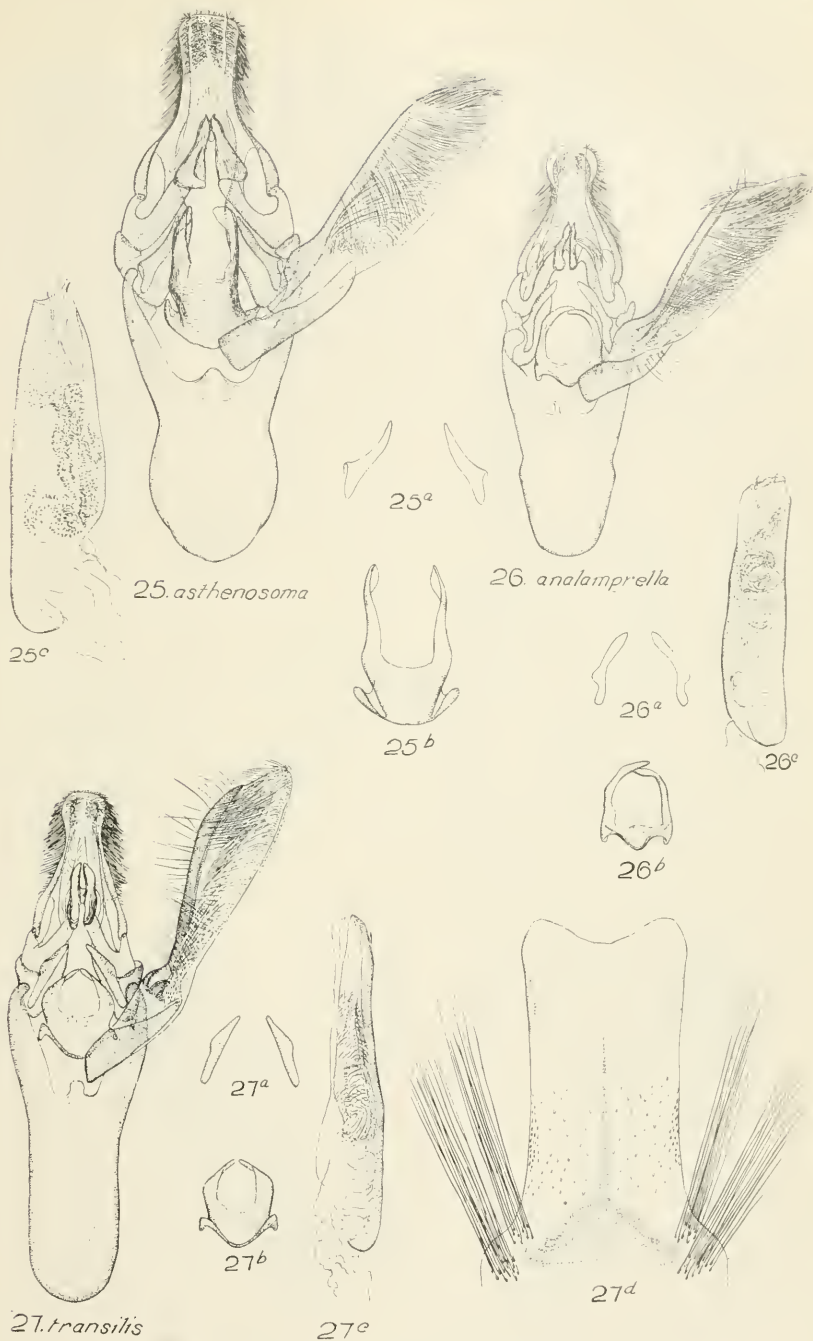 25ᵃ
25. asthenosoma
26. analamprella
25ᶜ
26ᵃ
25ᵇ
26ᶜ
26ᵇ
27ᵃ
27ᵇ
27ᵈ
27. transilis
27ᶜ